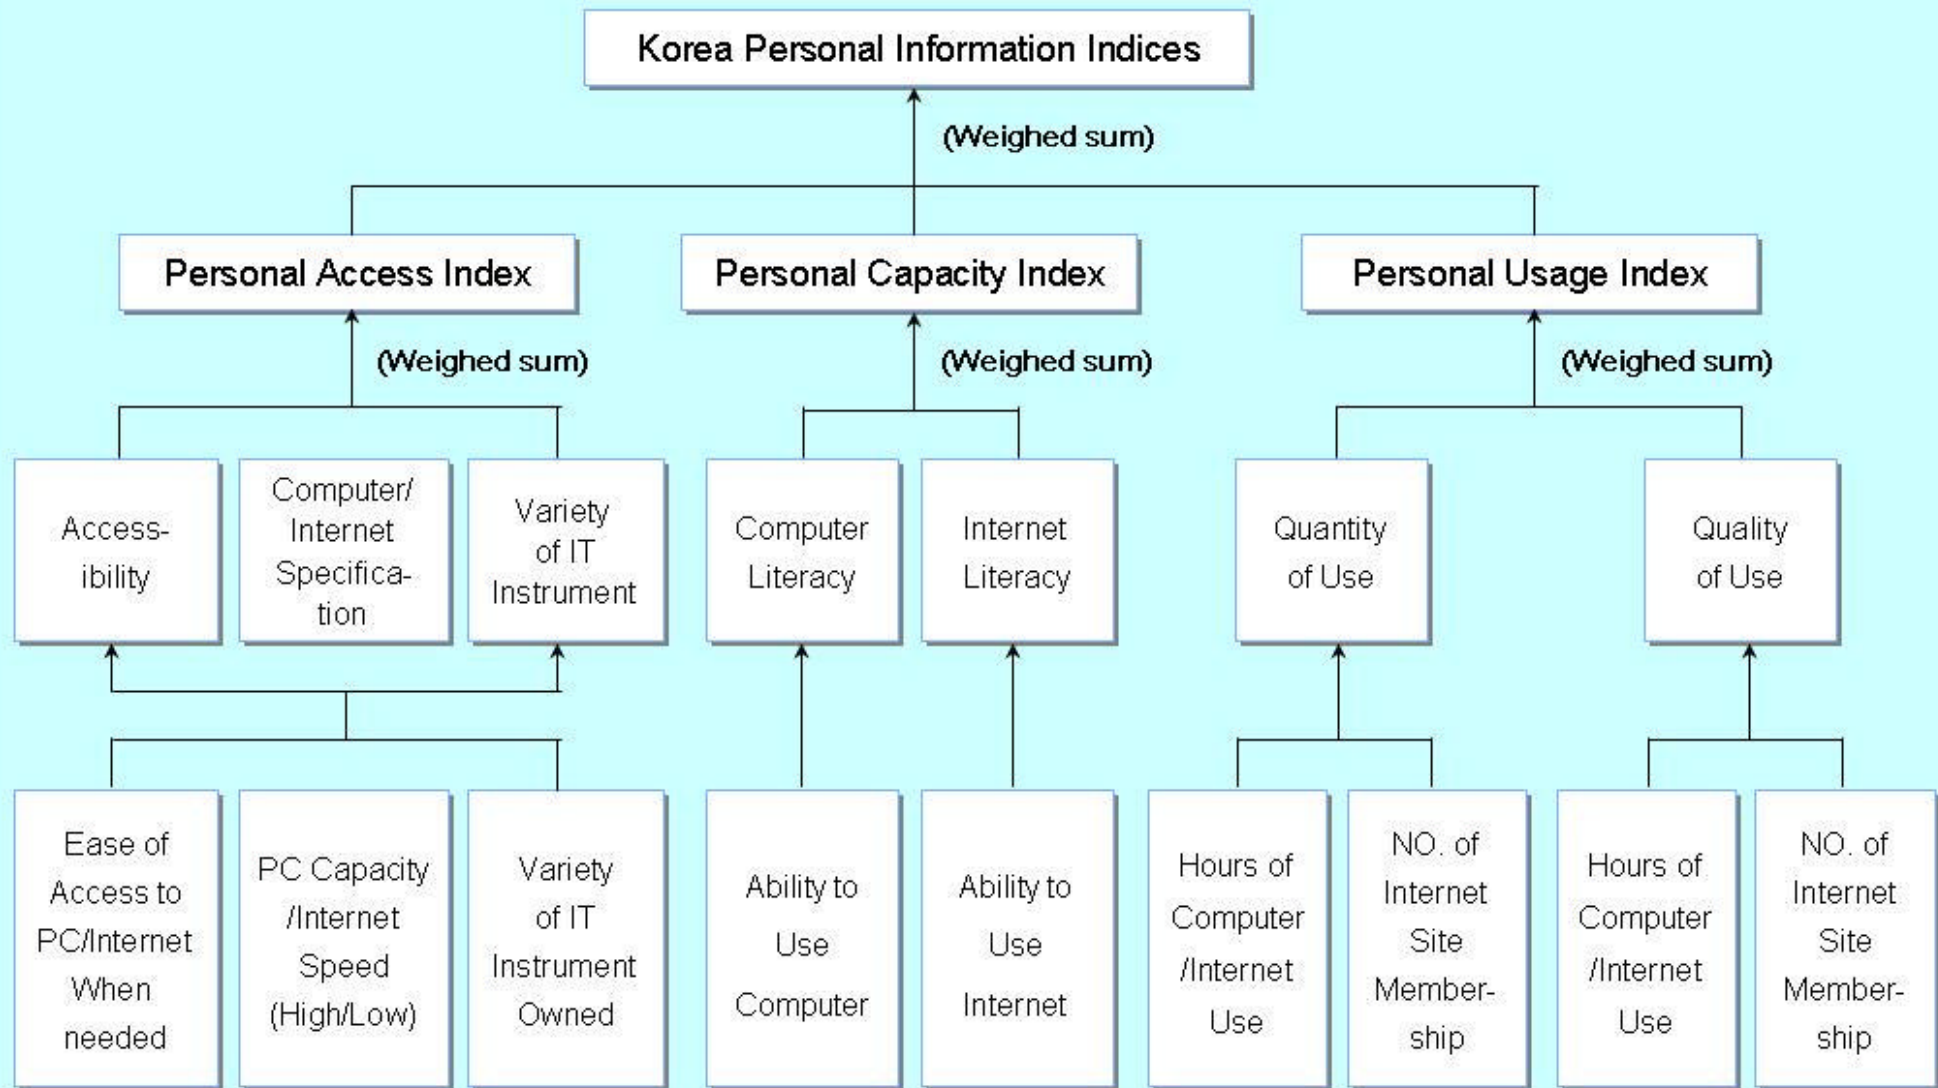 Korea Personal Information Indices
(Weighed sum)
Personal Access Index
Personal Capacity Index
Personal Usage Index
(Weighed sum)
(Weighed sum)
(Weighed sum)
Access-
ibility
Computer/
Internet
Specifica-
tion
Variety
of IT
Instrument
Computer
Literacy
Internet
Literacy
Quantity
of Use
Quality
of Use
Ease of
Access to
PC/Internet
When
needed
PC Capacity
/Internet
Speed
(High/Low)
Variety
of IT
Instrument
Owned
Ability to
Use
Computer
Ability to
Use
Internet
Hours of
Computer
/Internet
Use
NO. of
Internet
Site
Member-
ship
Hours of
Computer
/Internet
Use
NO. of
Internet
Site
Member-
ship